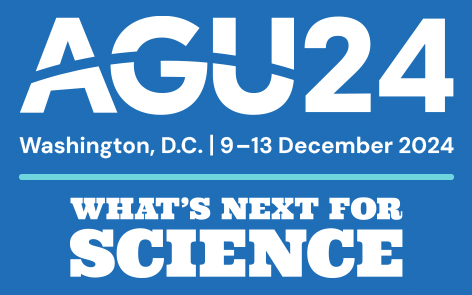 AGU24
Washington, D.C. | 9–13 December 2024
WHAT'S NEXT FOR
SCIENCE